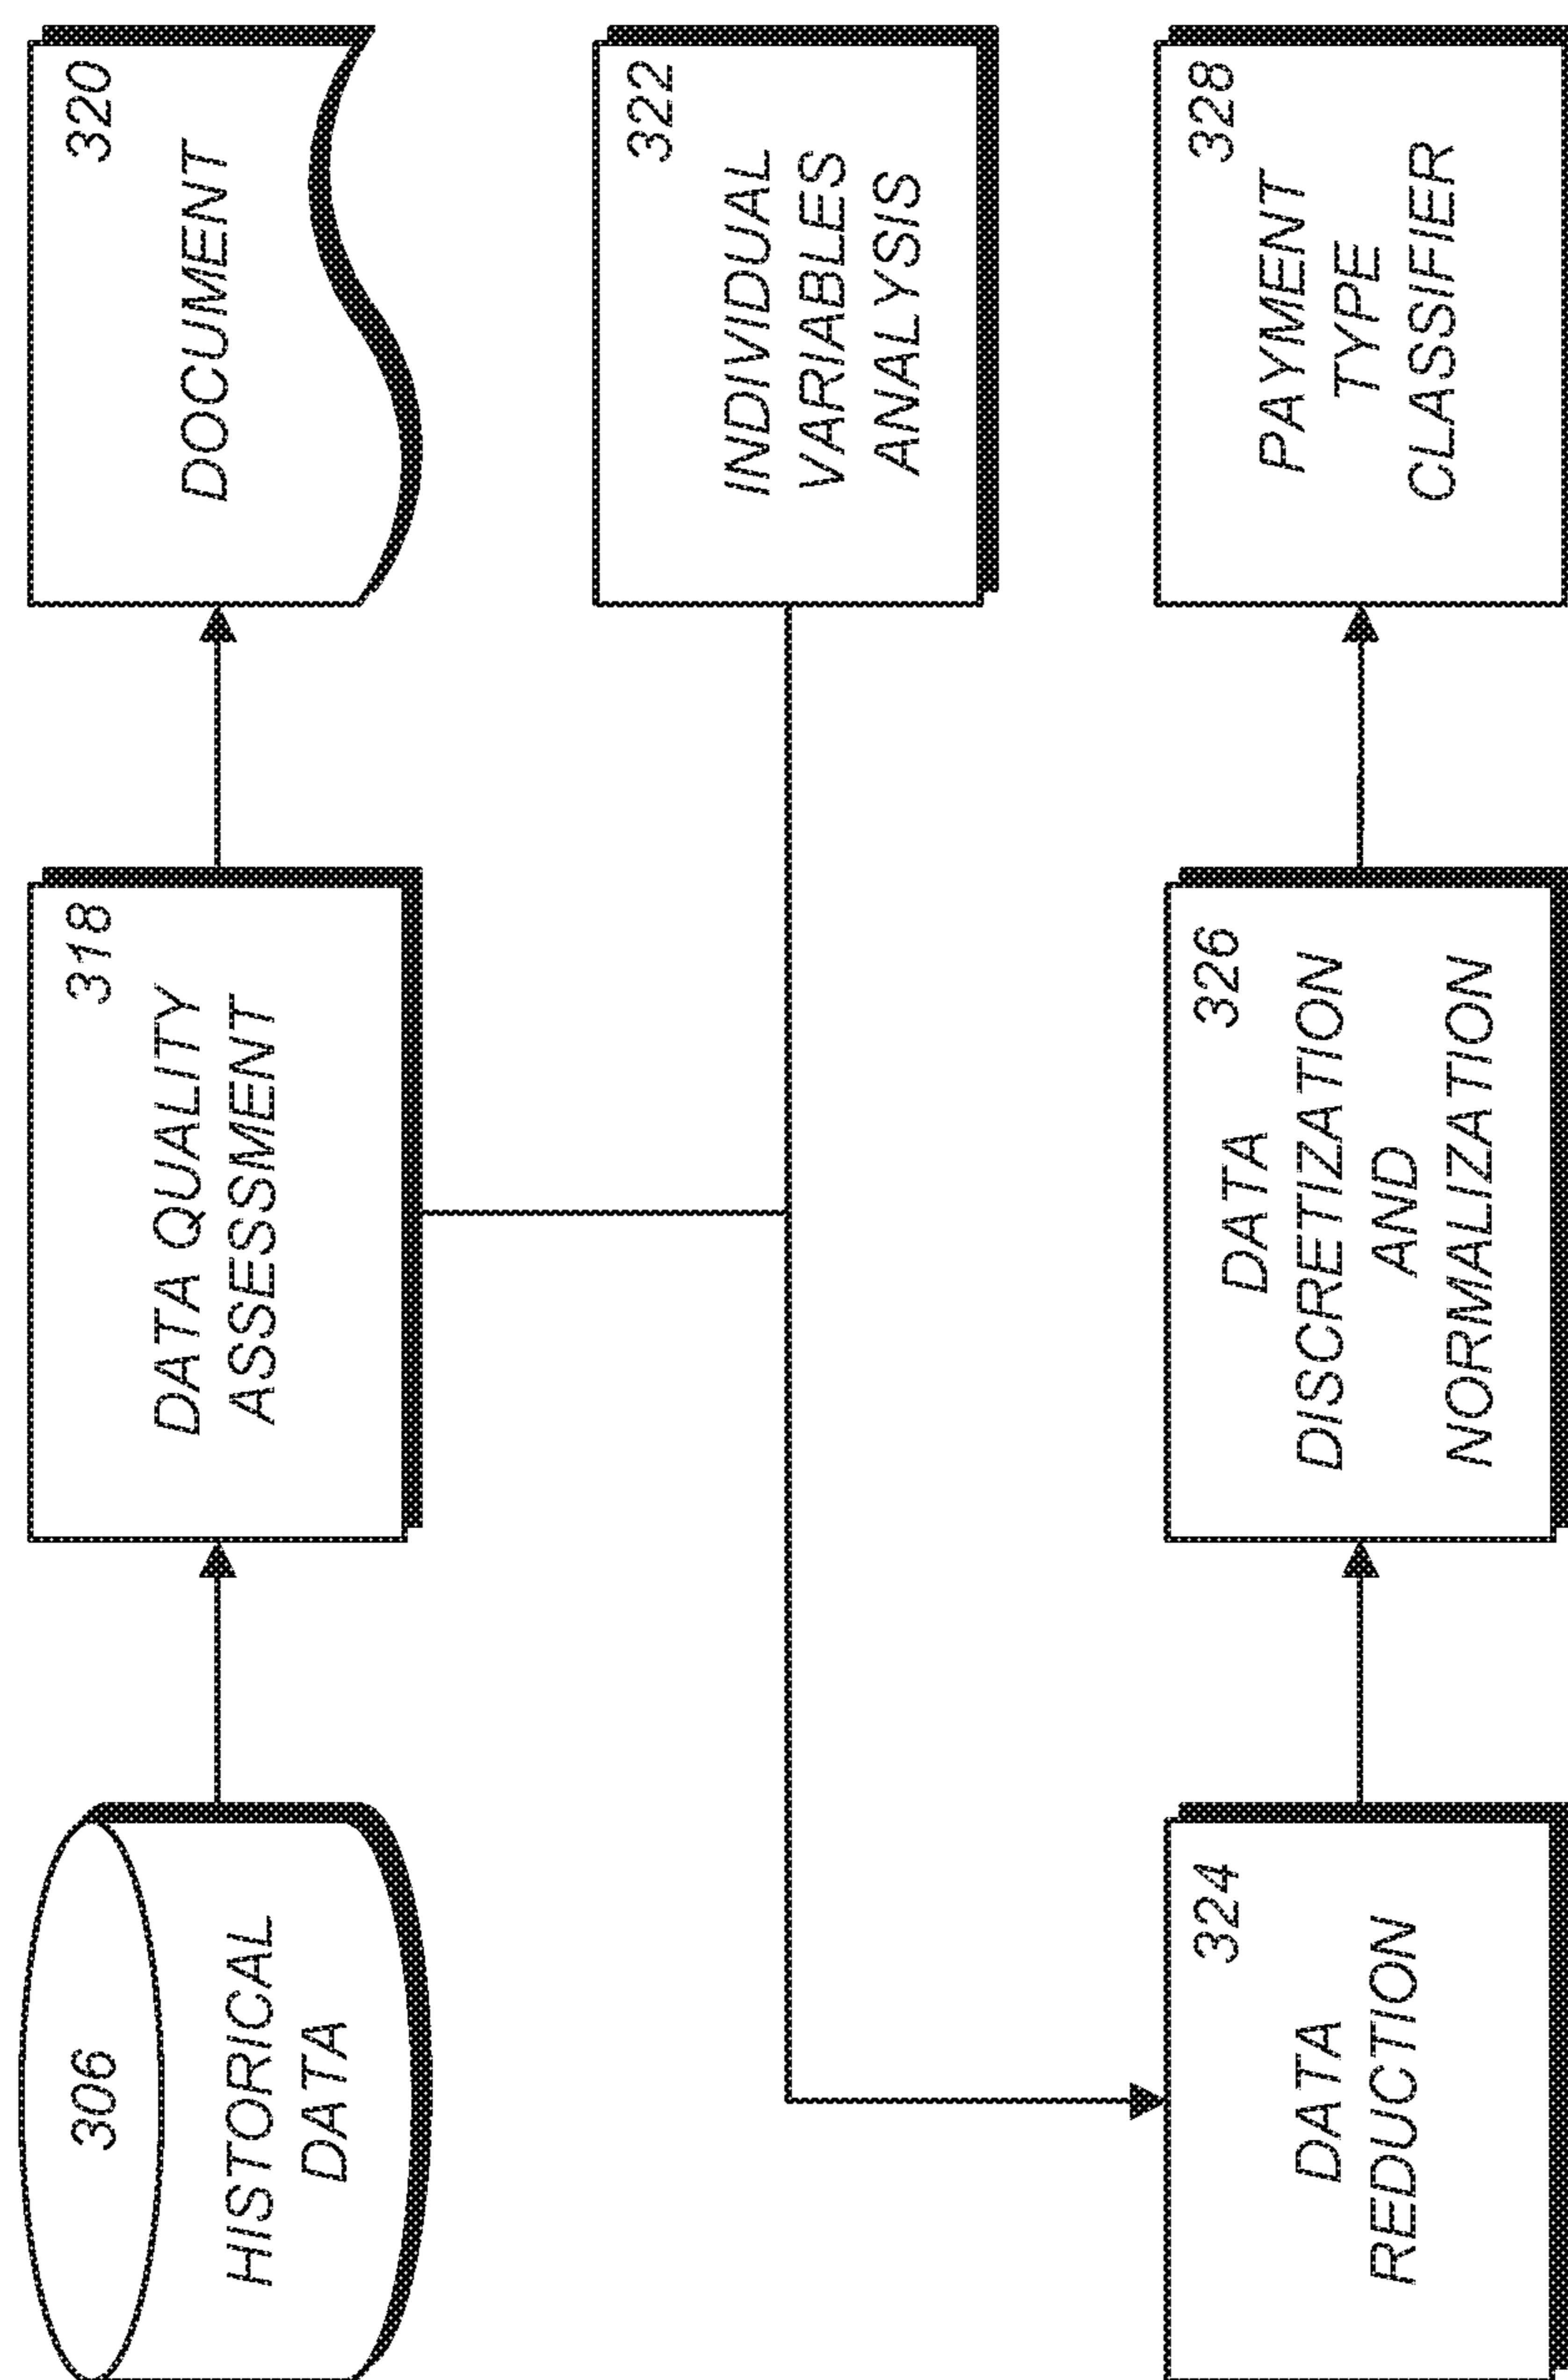 306
HISTORICAL
DATA
318
DATA QUALITY
ASSESSMENT
320
DOCUMENT
322
INDIVIDUAL
VARIABLES
ANALYSIS
324
DATA
REDUCTION
326
DATA
DISCRETIZATION
AND
NORMALIZATION
328
PAYMENT
TYPE
CLASSIFIER